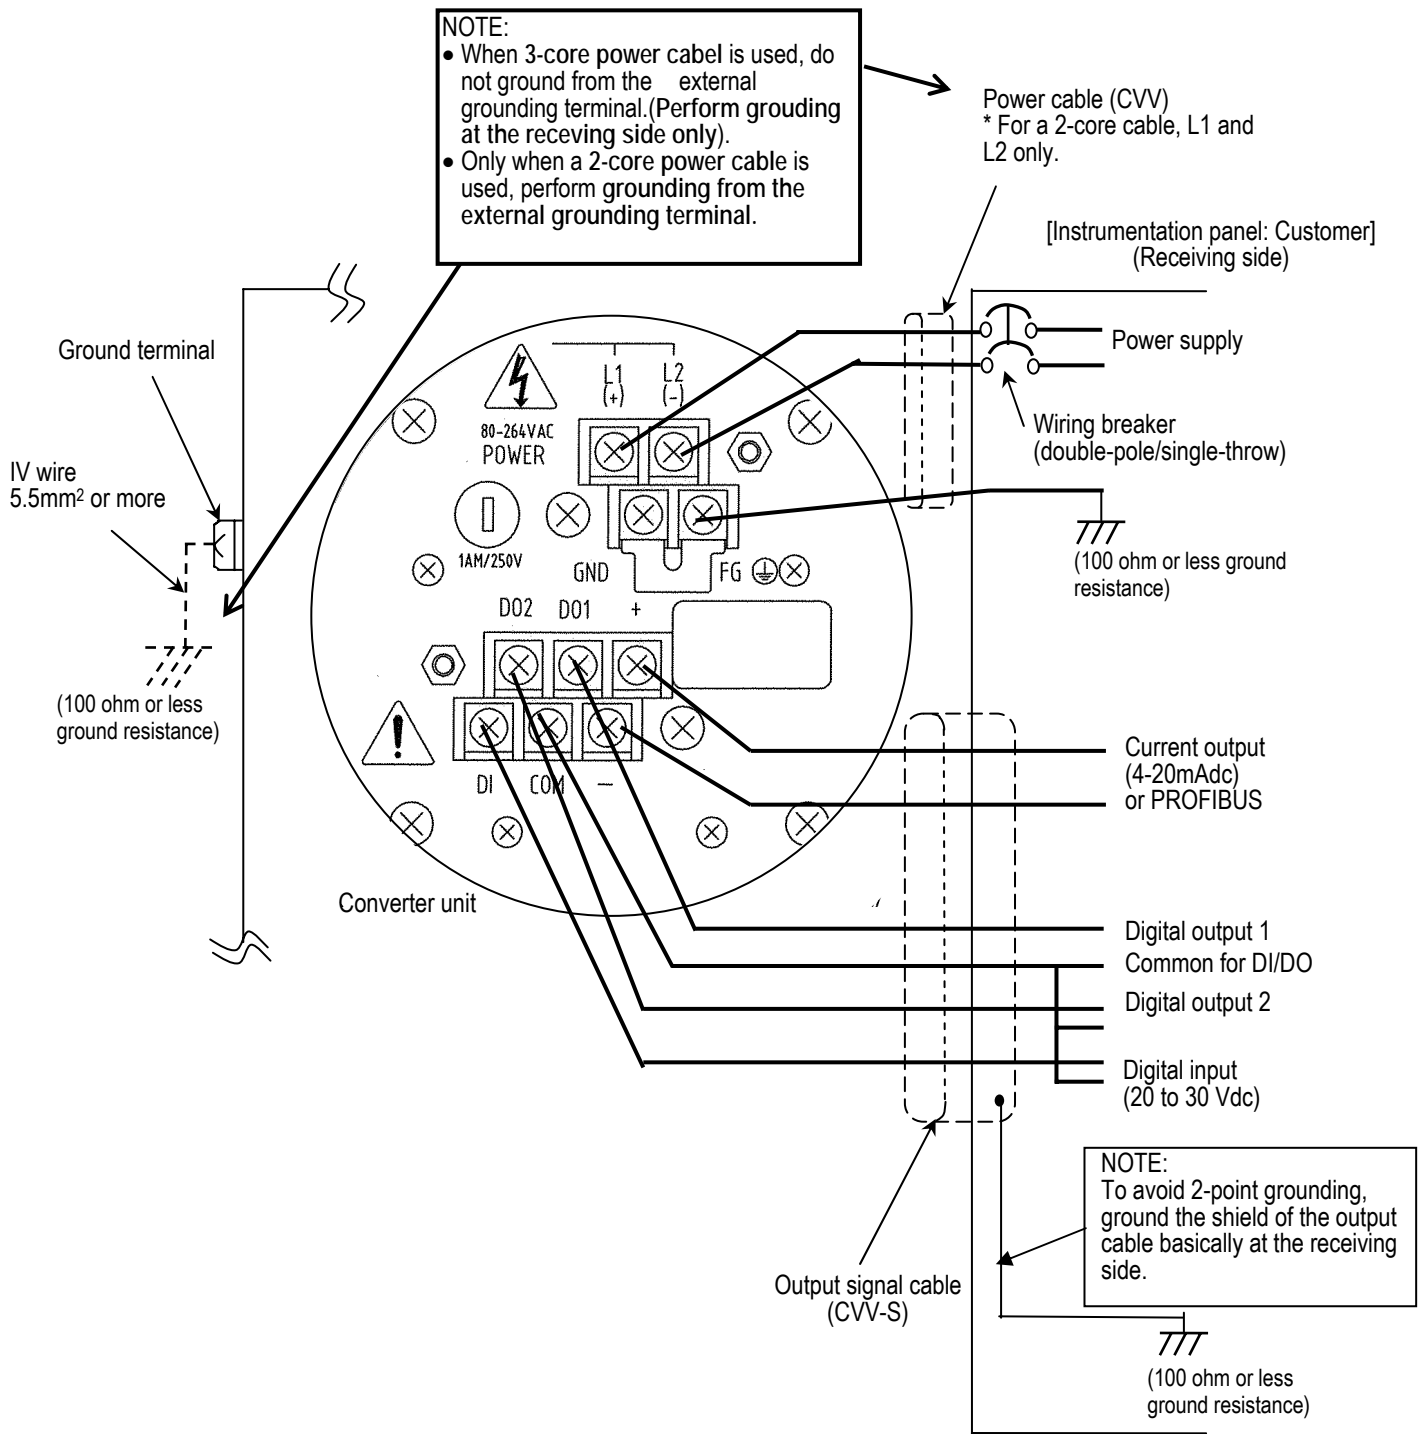 NOTE:
● When 3-core power cabel is used, do
not ground from the external
grounding terminal.(Perform grouding
at the receving side only).
● Only when a 2-core power cable is
used, perform grounding from the
external grounding terminal.
Power cable (CVV)
* For a 2-core cable, L1 and
L2 only.
[Instrumentation panel: Customer]
(Receiving side)
Ground terminal
Power supply
L1
(+)
L2
(-)
80-264VAC
POWER
Wiring breaker
(double-pole/single-throw)
IV wire
5.5mm² or more
1AM/250V
GND
FG
(100 ohm or less ground
resistance)
DO2
DO1
+
(100 ohm or less
ground resistance)
Current output
(4-20mAdc)
or PROFIBUS
DI
COM
—
Converter unit
Digital output 1
Common for DI/DO
Digital output 2
Digital input
(20 to 30 Vdc)
NOTE:
To avoid 2-point grounding,
ground the shield of the output
cable basically at the receiving
side.
Output signal cable
(CVV-S)
(100 ohm or less
ground resistance)